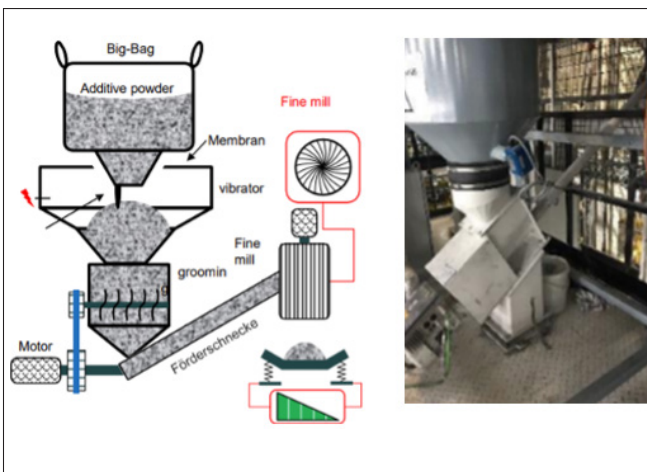 Big-Bag
Additive powder
Fine mill
Membran
vibrator
Fine
mill
groomin
g
Förderschnecke
Motor